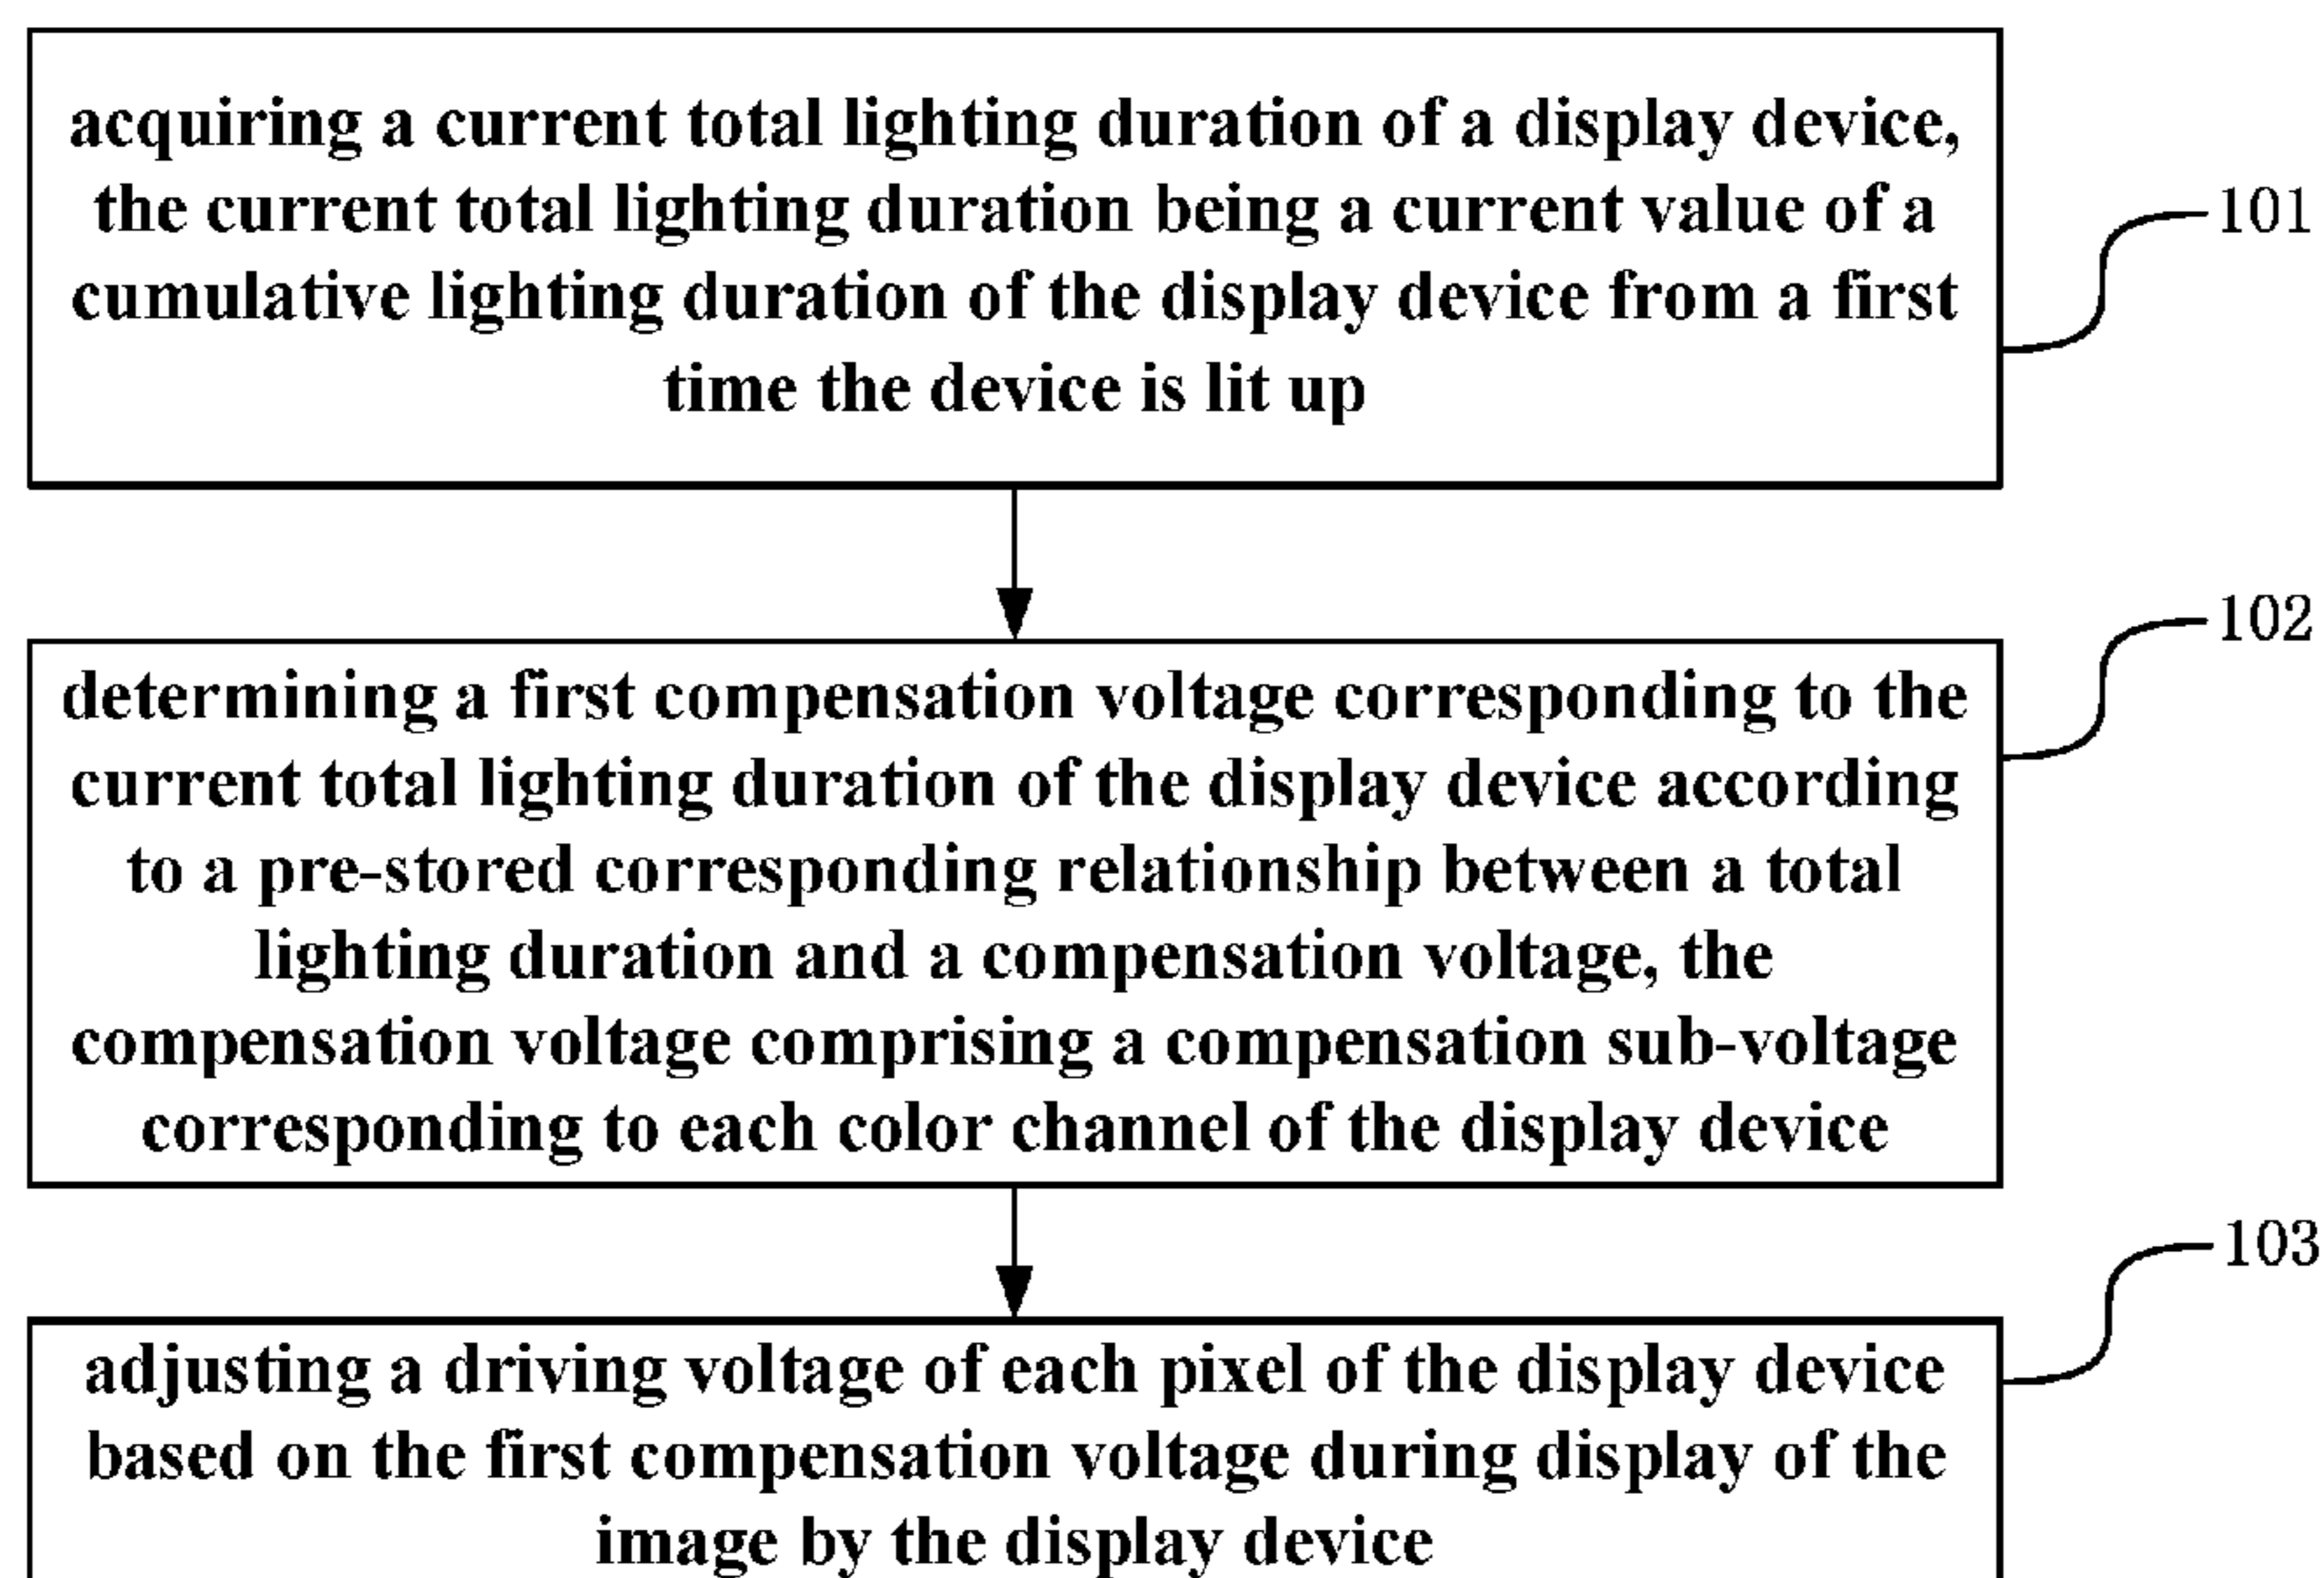 acquiring a current total lighting duration of a display device,
the current total lighting duration being a current value of a
cumulative lighting duration of the display device from a first
time the device is lit up
101
determining a first compensation voltage corresponding to the
current total lighting duration of the display device according
to a pre-stored corresponding relationship between a total
lighting duration and a compensation voltage, the
compensation voltage comprising a compensation sub-voltage
corresponding to each color channel of the display device
102
adjusting a driving voltage of each pixel of the display device
based on the first compensation voltage during display of the
image by the display device
103